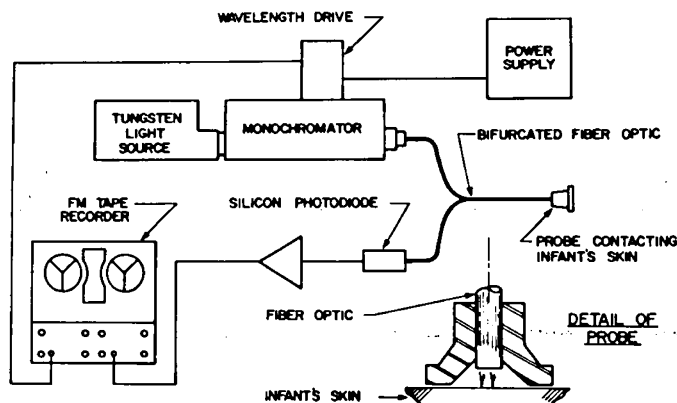 WAVELENGTH DRIVE
POWER
SUPPLY
TUNGSTEN
LIGHT
SOURCE
MONOCHROMATOR
BIFURCATED FIBER OPTIC
FM TAPE
RECORDER
SILICON PHOTODIODE
PROBE CONTACTING
INFANT'S SKIN
FIBER OPTIC
DETAIL OF
PROBE
INFANT'S SKIN